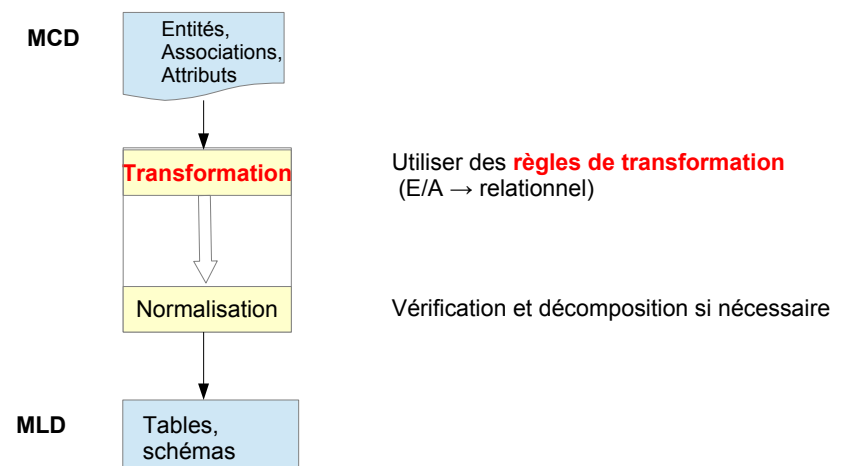 MCD
Entités,
Associations,
Attributs
Transformation
Utiliser des règles de transformation
(E/A → relationnel)
Normalisation
Vérification et décomposition si nécessaire
MLD
Tables,
schémas